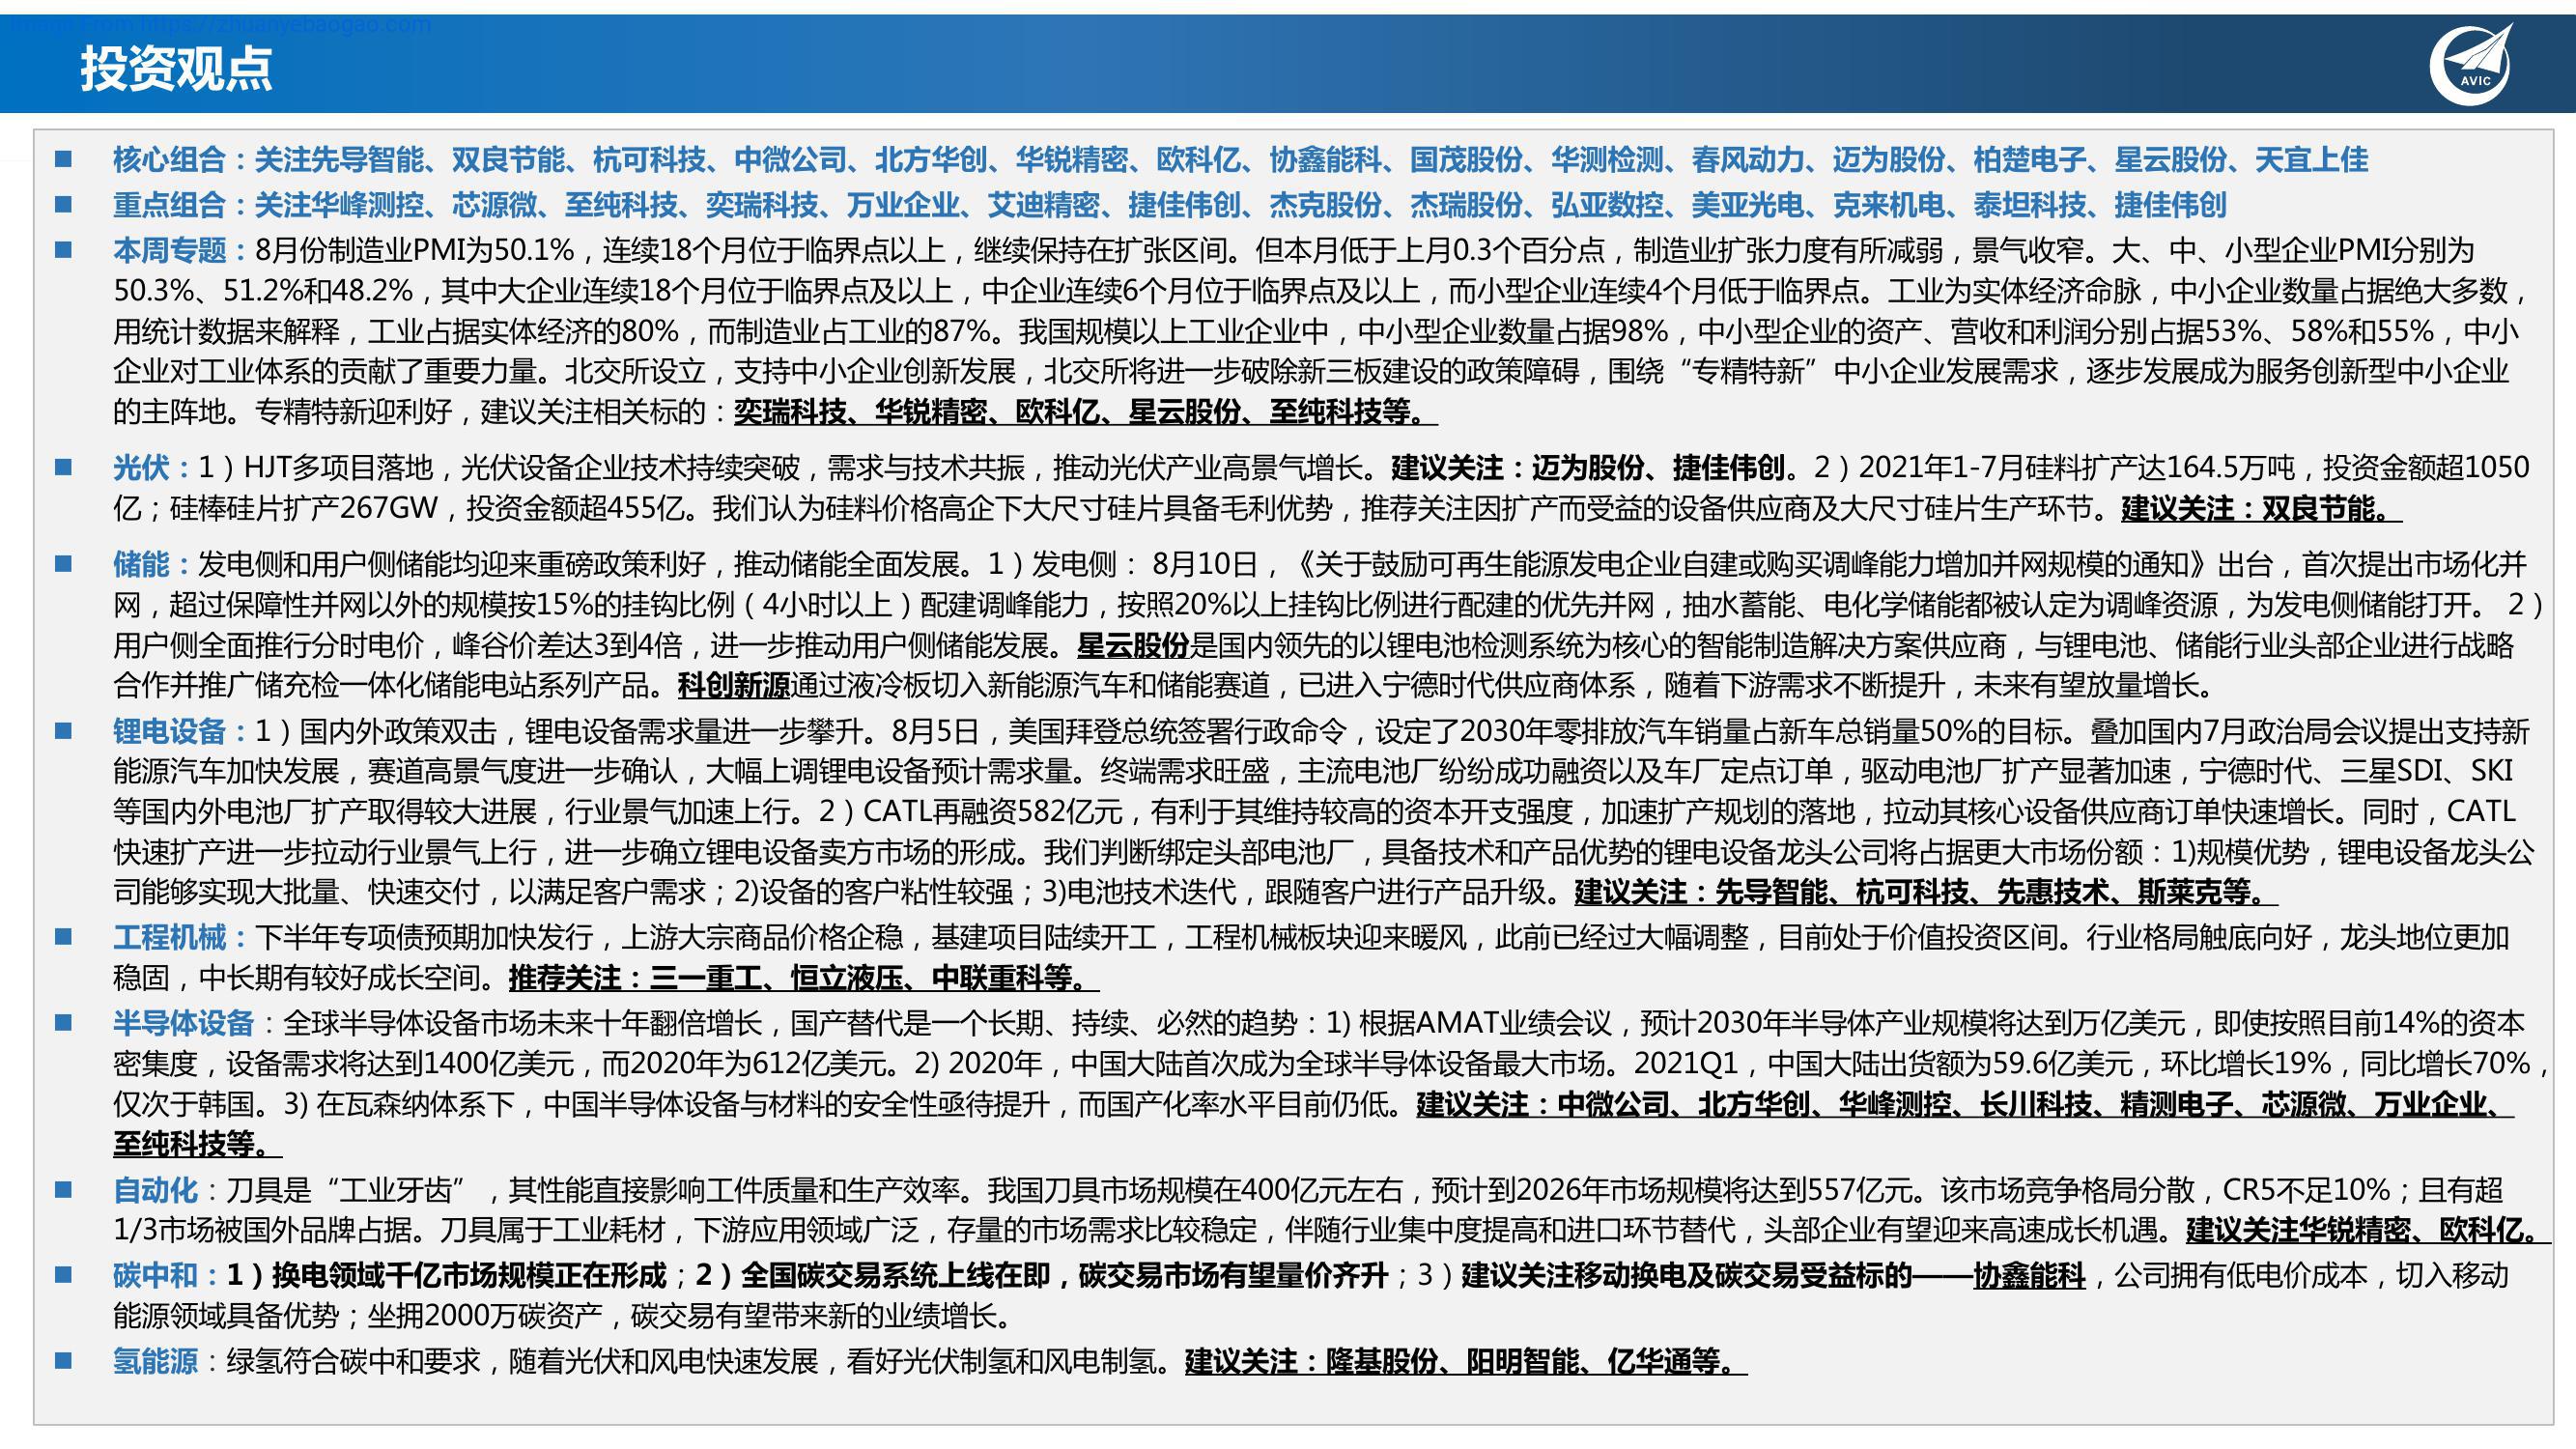 Image From https://zhuanyebaogao.com
投资观点
AVIC
■ 核心组合：关注先导智能、双良节能、杭可科技、中微公司、北方华创、华锐精密、欧科亿、协鑫能科、国茂股份、华测检测、春风动力、迈为股份、柏楚电子、星云股份、天宜上佳
■ 重点组合：关注华峰测控、芯源微、至纯科技、奕瑞科技、万业企业、艾迪精密、捷佳伟创、杰克股份、杰瑞股份、弘亚数控、美亚光电、克来机电、泰坦科技、捷佳伟创
■ 本周专题：8月份制造业PMI为50.1%，连续18个月位于临界点以上，继续保持在扩张区间。但本月低于上月0.3个百分点，制造业扩张力度有所减弱，景气收窄。大、中、小型企业PMI分别为
50.3%、51.2%和48.2%，其中大企业连续18个月位于临界点及以上，中企业连续6个月位于临界点及以上，而小型企业连续4个月低于临界点。工业为实体经济命脉，中小企业数量占据绝大多数，
用统计数据来解释，工业占据实体经济的80%，而制造业占工业的87%。我国规模以上工业企业中，中小型企业数量占据98%，中小型企业的资产、营收和利润分别占据53%、58%和55%，中小
企业对工业体系的贡献了重要力量。北交所设立，支持中小企业创新发展，北交所将进一步破除新三板建设的政策障碍，围绕“专精特新”中小企业发展需求，逐步发展成为服务创新型中小企业
的主阵地。专精特新迎利好，建议关注相关标的：奕瑞科技、华锐精密、欧科亿、星云股份、至纯科技等。
■ 光伏：1）HJT多项目落地，光伏设备企业技术持续突破，需求与技术共振，推动光伏产业高景气增长。建议关注：迈为股份、捷佳伟创。2）2021年1-7月硅料扩产达164.5万吨，投资金额超1050
亿；硅棒硅片扩产267GW，投资金额超455亿。我们认为硅料价格高企下大尺寸硅片具备毛利优势，推荐关注因扩产而受益的设备供应商及大尺寸硅片生产环节。建议关注：双良节能。
■ 储能：发电侧和用户侧储能均迎来重磅政策利好，推动储能全面发展。1）发电侧： 8月10日，《关于鼓励可再生能源发电企业自建或购买调峰能力增加并网规模的通知》出台，首次提出市场化并
网，超过保障性并网以外的规模按15%的挂钩比例（4小时以上）配建调峰能力，按照20%以上挂钩比例进行配建的优先并网，抽水蓄能、电化学储能都被认定为调峰资源，为发电侧储能打开。 2）
用户侧全面推行分时电价，峰谷价差达3到4倍，进一步推动用户侧储能发展。星云股份是国内领先的以锂电池检测系统为核心的智能制造解决方案供应商，与锂电池、储能行业头部企业进行战略
合作并推广储充检一体化储能电站系列产品。科创新源通过液冷板切入新能源汽车和储能赛道，已进入宁德时代供应商体系，随着下游需求不断提升，未来有望放量增长。
■ 锂电设备：1）国内外政策双击，锂电设备需求量进一步攀升。8月5日，美国拜登总统签署行政命令，设定了2030年零排放汽车销量占新车总销量50%的目标。叠加国内7月政治局会议提出支持新
能源汽车加快发展，赛道高景气度进一步确认，大幅上调锂电设备预计需求量。终端需求旺盛，主流电池厂纷纷成功融资以及车厂定点订单，驱动电池厂扩产显著加速，宁德时代、三星SDI、SKI
等国内外电池厂扩产取得较大进展，行业景气加速上行。2）CATL再融资582亿元，有利于其维持较高的资本开支强度，加速扩产规划的落地，拉动其核心设备供应商订单快速增长。同时，CATL
快速扩产进一步拉动行业景气上行，进一步确立锂电设备卖方市场的形成。我们判断绑定头部电池厂，具备技术和产品优势的锂电设备龙头公司将占据更大市场份额：1)规模优势，锂电设备龙头公
司能够实现大批量、快速交付，以满足客户需求；2)设备的客户粘性较强；3)电池技术迭代，跟随客户进行产品升级。建议关注：先导智能、杭可科技、先惠技术、斯莱克等。
■ 工程机械：下半年专项债预期加快发行，上游大宗商品价格企稳，基建项目陆续开工，工程机械板块迎来暖风，此前已经过大幅调整，目前处于价值投资区间。行业格局触底向好，龙头地位更加
稳固，中长期有较好成长空间。推荐关注：三一重工、恒立液压、中联重科等。
■ 半导体设备：全球半导体设备市场未来十年翻倍增长，国产替代是一个长期、持续、必然的趋势：1) 根据AMAT业绩会议，预计2030年半导体产业规模将达到万亿美元，即使按照目前14%的资本
密集度，设备需求将达到1400亿美元，而2020年为612亿美元。2) 2020年，中国大陆首次成为全球半导体设备最大市场。2021Q1，中国大陆出货额为59.6亿美元，环比增长19%，同比增长70%，
仅次于韩国。3) 在瓦森纳体系下，中国半导体设备与材料的安全性亟待提升，而国产化率水平目前仍低。建议关注：中微公司、北方华创、华峰测控、长川科技、精测电子、芯源微、万业企业、
至纯科技等。
■ 自动化：刀具是“工业牙齿”，其性能直接影响工件质量和生产效率。我国刀具市场规模在400亿元左右，预计到2026年市场规模将达到557亿元。该市场竞争格局分散，CR5不足10%；且有超
1/3市场被国外品牌占据。刀具属于工业耗材，下游应用领域广泛，存量的市场需求比较稳定，伴随行业集中度提高和进口环节替代，头部企业有望迎来高速成长机遇。建议关注华锐精密、欧科亿。
■ 碳中和：1）换电领域千亿市场规模正在形成；2）全国碳交易系统上线在即，碳交易市场有望量价齐升；3）建议关注移动换电及碳交易受益标的——协鑫能科，公司拥有低电价成本，切入移动
能源领域具备优势；坐拥2000万碳资产，碳交易有望带来新的业绩增长。
■ 氢能源：绿氢符合碳中和要求，随着光伏和风电快速发展，看好光伏制氢和风电制氢。建议关注：隆基股份、阳明智能、亿华通等。